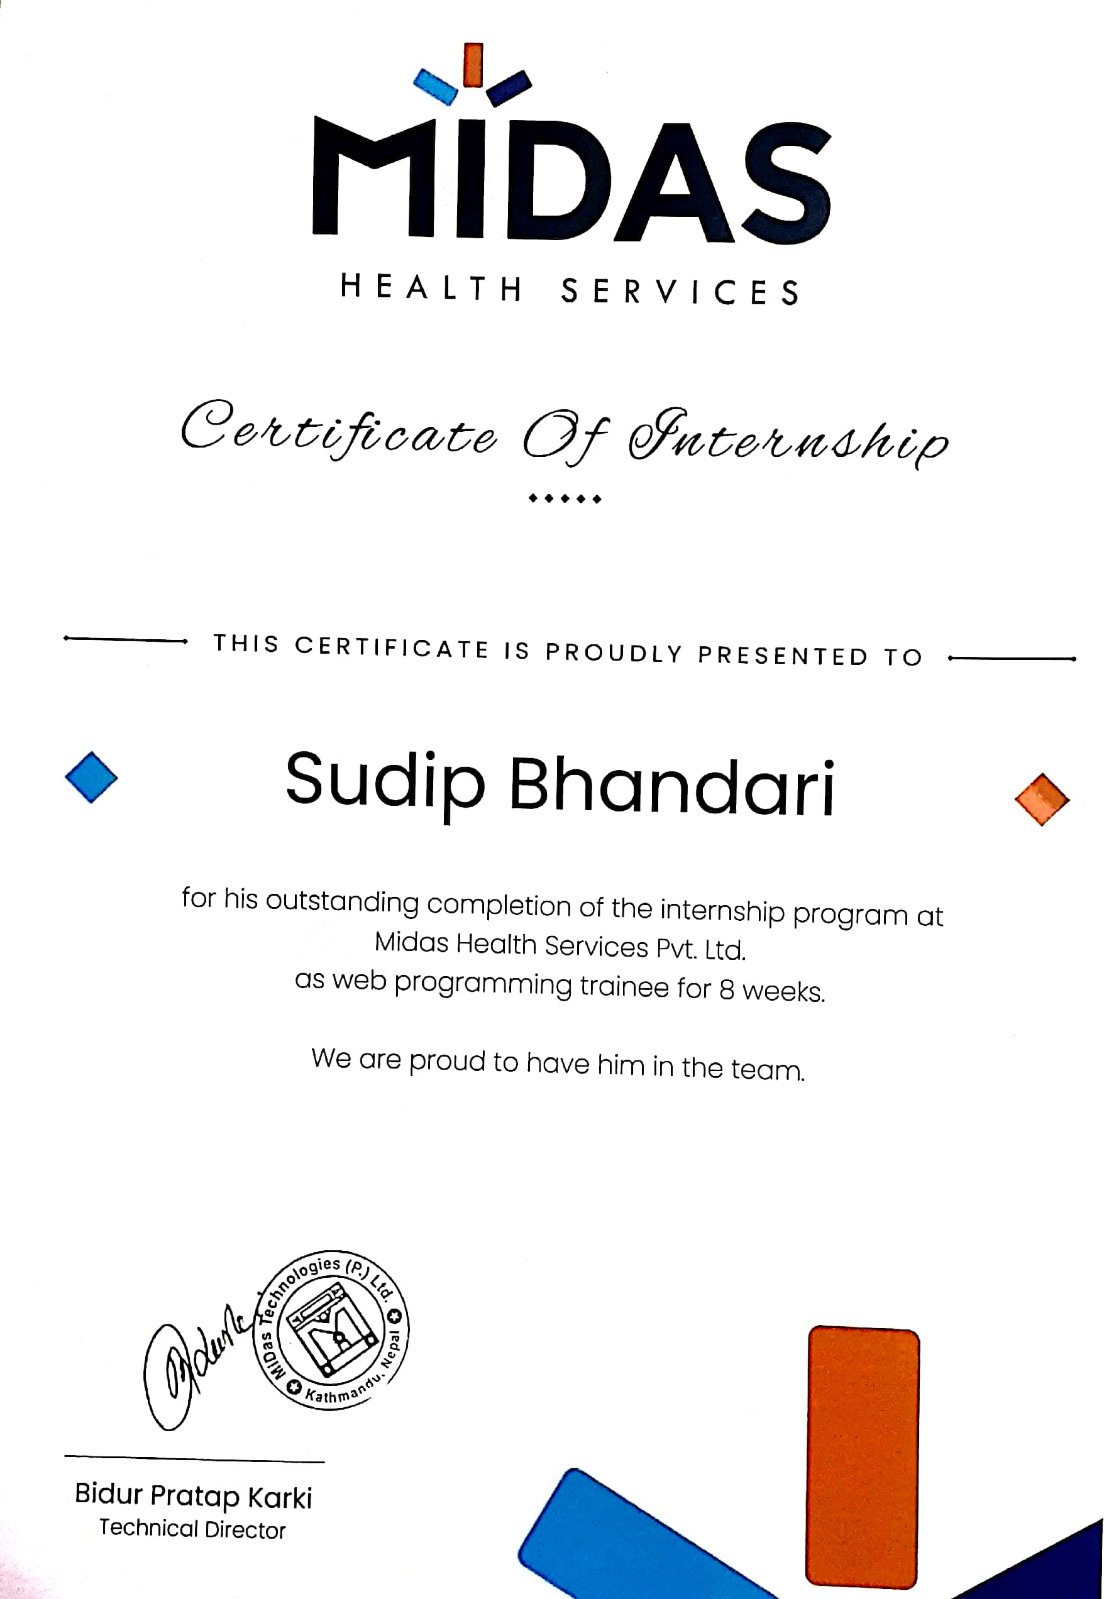 MIDAS
HEALTH SERVICES
Certificate Of Internship
THIS CERTIFICATE IS PROUDLY PRESENTED TO
Sudip Bhandari
for his outstanding completion of the internship program at
Midas Health Services Pvt. Ltd.
as web programming trainee for 8 weeks.
We are proud to have him in the team.
MiDas Technologies (P.) Ltd.
Kathmandu, Nepal
Bidur Pratap Karki
Technical Director